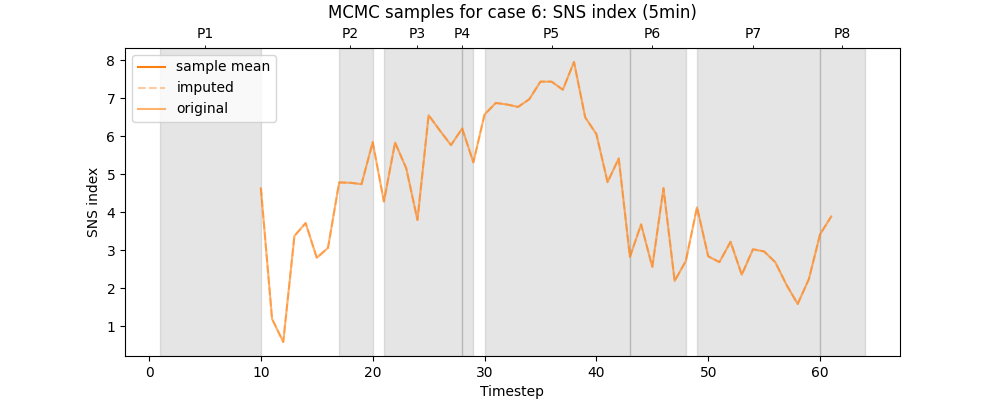 MCMC samples for case 6: SNS index (5min)
P1 P2 P3 P4 P5 P6 P7 P8
sample mean
imputed
original
8
7
6
5
4
3
2
1
SNS index
0 10 20 30 40 50 60
Timestep